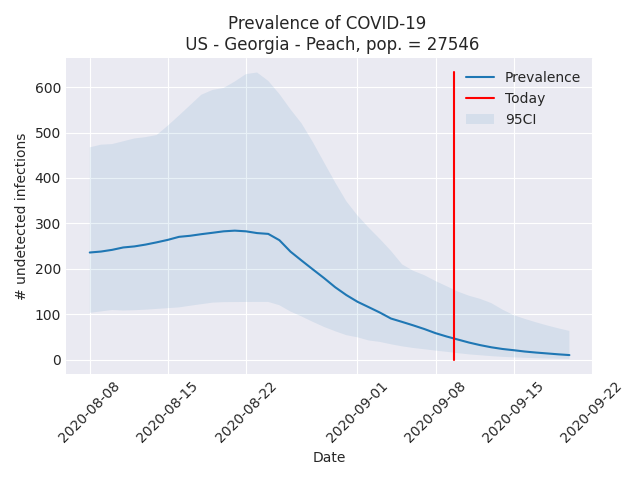 Prevalence of COVID-19
US - Georgia - Peach, pop. = 27546
Prevalence
Today
95CI
# undetected infections
600
500
400
300
200
100
0
2020-08-08
2020-08-15
2020-08-22
2020-09-01
2020-09-08
2020-09-15
2020-09-22
Date